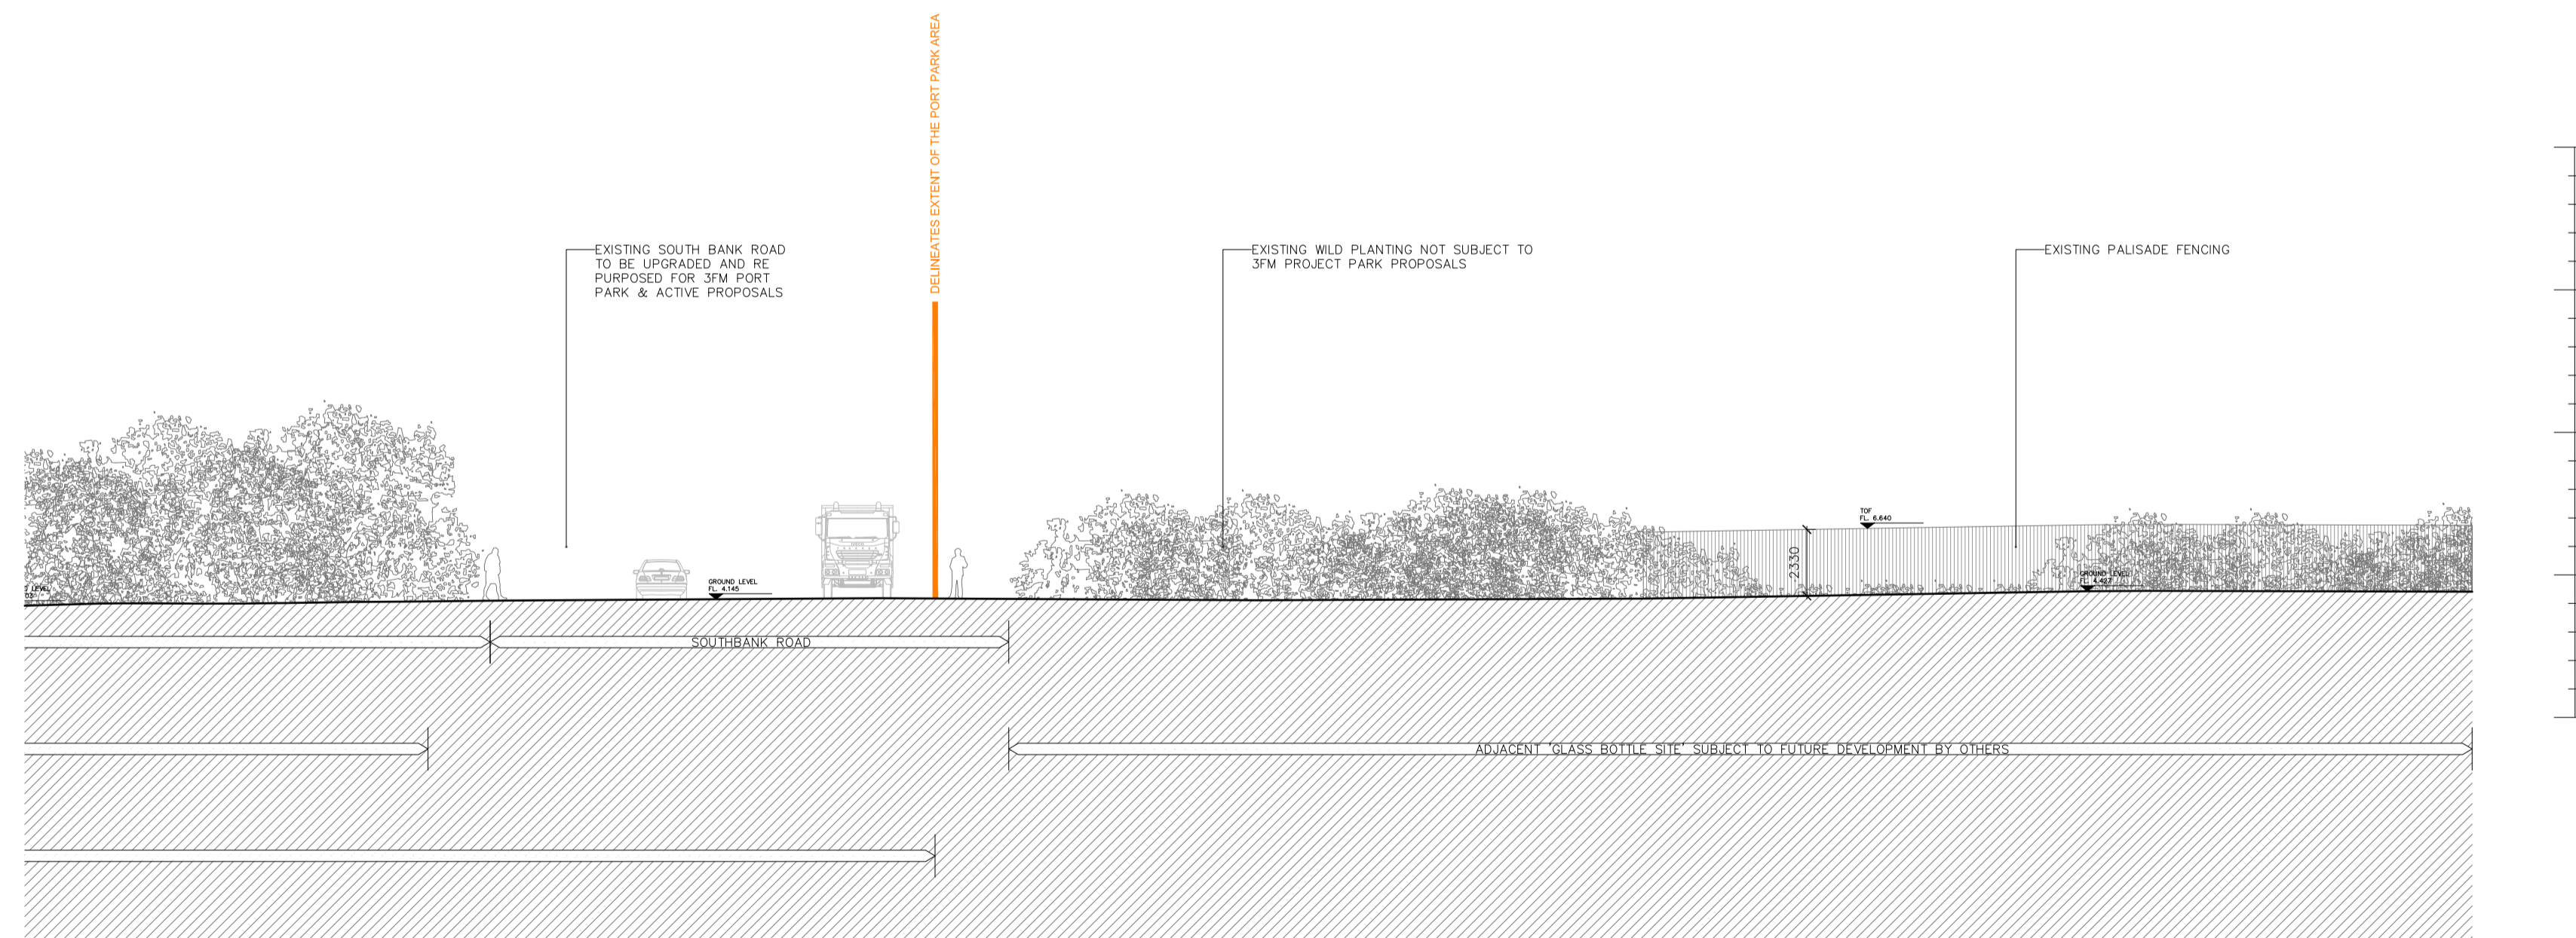 DELINEATES EXTENT OF THE PORT PARK AREA
EXISTING SOUTH BANK ROAD
TO BE UPGRADED AND RE
PURPOSED FOR 3FM PORT
PARK & ACTIVE PROPOSALS
EXISTING WILD PLANTING NOT SUBJECT TO
3FM PROJECT PARK PROPOSALS
EXISTING PALISADE FENCING
TOF
FL. 6.640
2330
LEVEL
GROUND LEVEL
FL. 4.145
GROUND LEVEL
FL. 4.427
SOUTHBANK ROAD
ADJACENT 'GLASS BOTTLE SITE' SUBJECT TO FUTURE DEVELOPMENT BY OTHERS